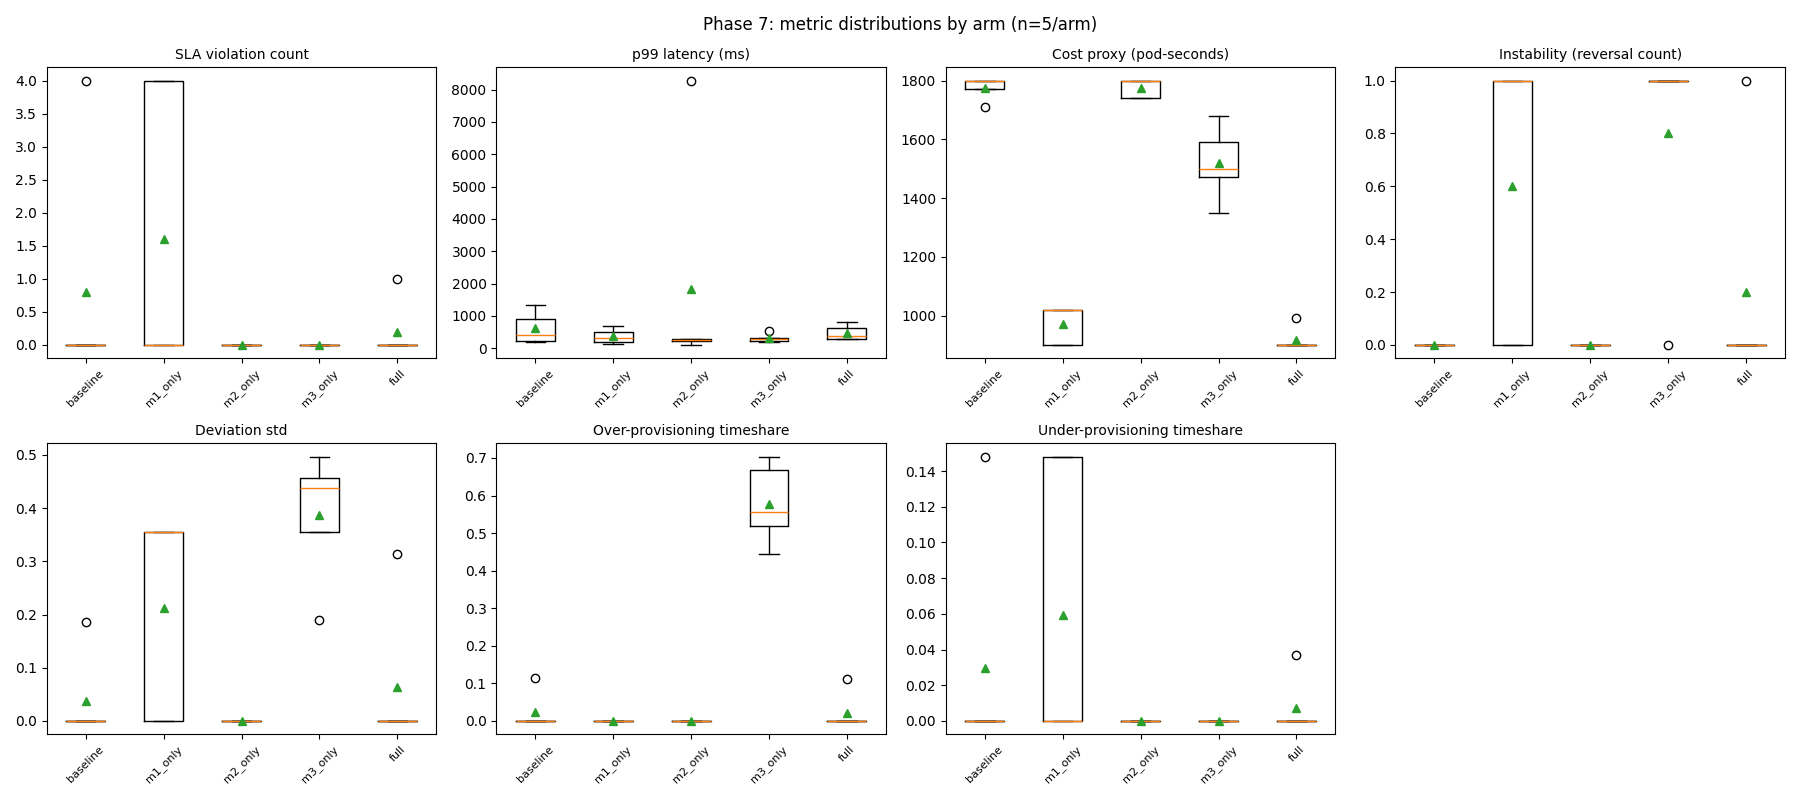 Phase 7: metric distributions by arm (n=5/arm)
SLA violation count
4.0
3.5
3.0
2.5
2.0
1.5
1.0
0.5
0.0
baseline
m1_only
m2_only
m3_only
full
p99 latency (ms)
8000
7000
6000
5000
4000
3000
2000
1000
0
baseline
m1_only
m2_only
m3_only
full
Cost proxy (pod-seconds)
1800
1600
1400
1200
1000
baseline
m1_only
m2_only
m3_only
full
Instability (reversal count)
1.0
0.8
0.6
0.4
0.2
0.0
baseline
m1_only
m2_only
m3_only
full
Deviation std
0.5
0.4
0.3
0.2
0.1
0.0
baseline
m1_only
m2_only
m3_only
full
Over-provisioning timeshare
0.7
0.6
0.5
0.4
0.3
0.2
0.1
0.0
baseline
m1_only
m2_only
m3_only
full
Under-provisioning timeshare
0.14
0.12
0.10
0.08
0.06
0.04
0.02
0.00
baseline
m1_only
m2_only
m3_only
full